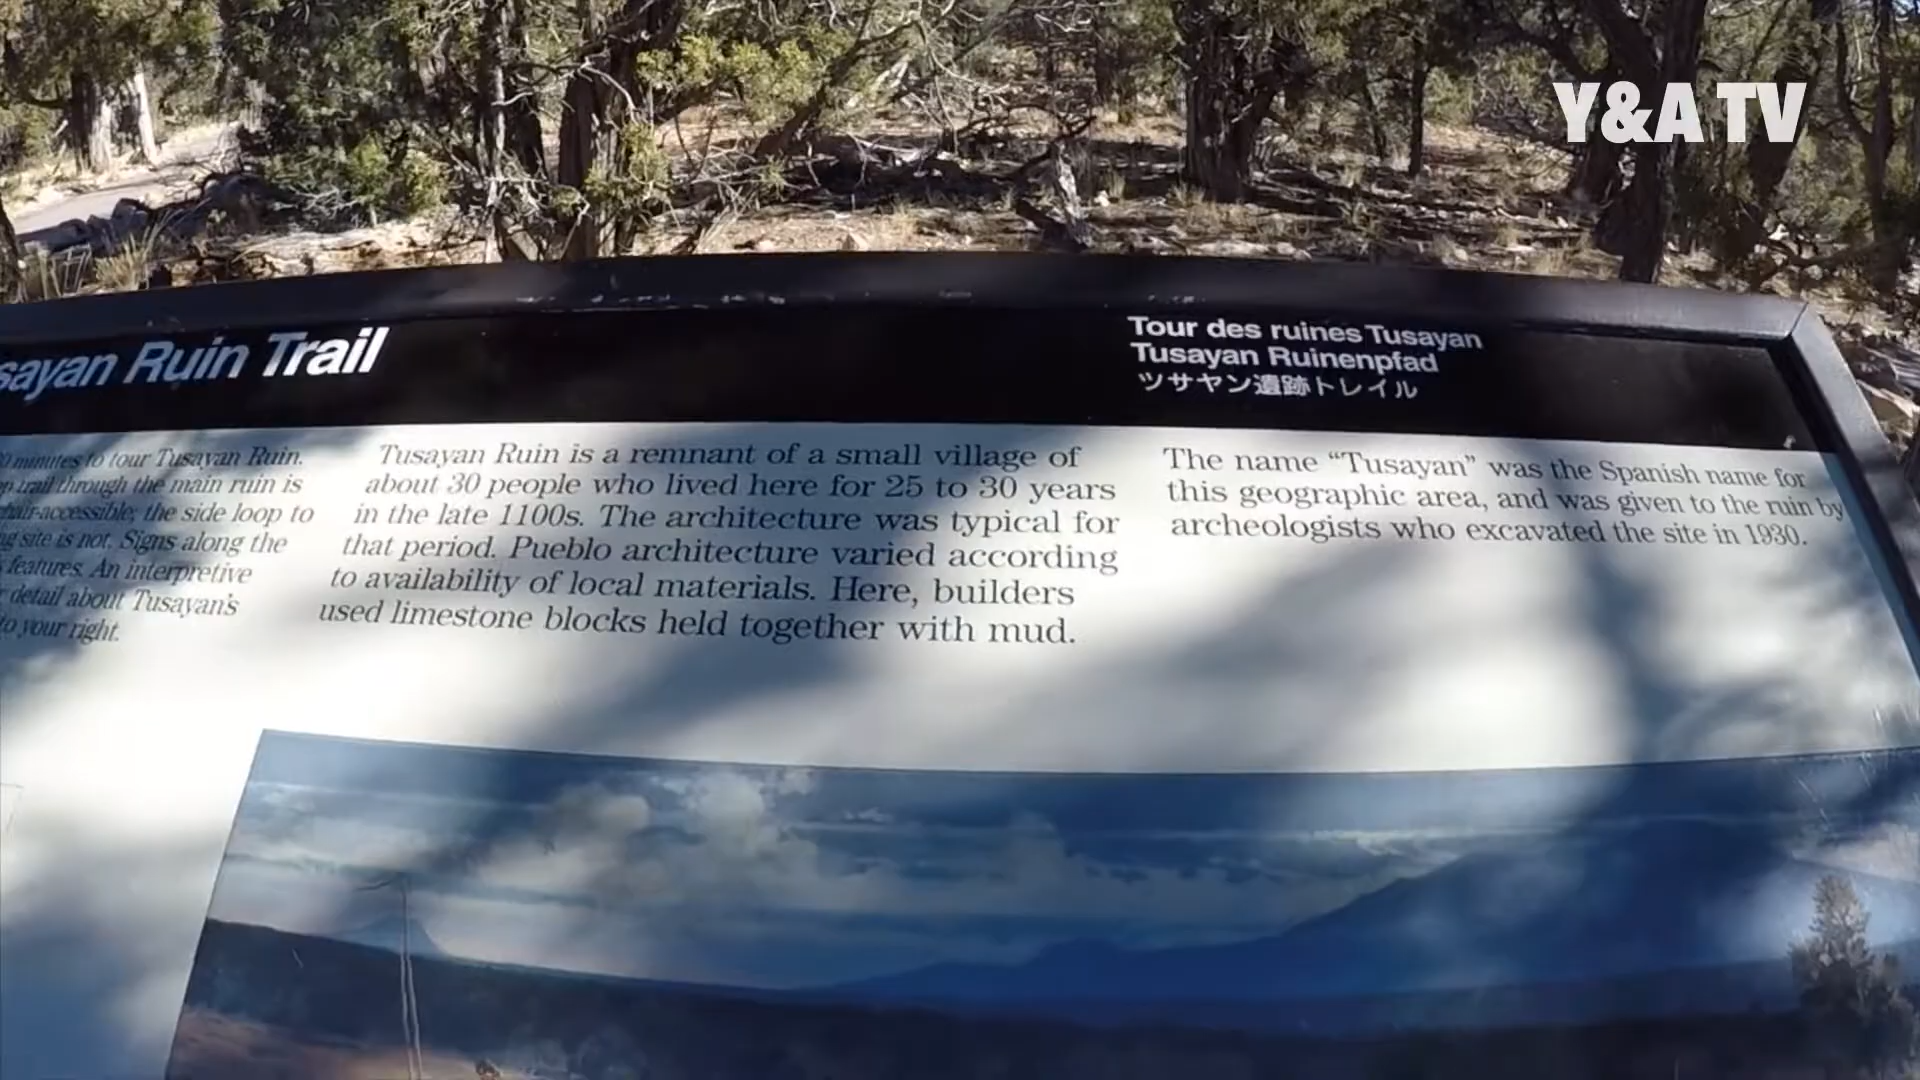 Y&A TV
Ruin Trail
Tour des ruines Tusayan
Tusayan Ruinenpfad
ツサヤン遺跡トレイル
minutes to tour Tusayan Ruin.
trail through the main ruin is
the side loop to
site is not. Signs along the
features. An interpretive
detail about Tusayan's
to your right.
Tusayan Ruin is a remnant of a small village of
about 30 people who lived here for 25 to 30 years
in the late 1100s. The architecture was typical for
that period. Pueblo architecture varied according
to availability of local materials. Here, builders
used limestone blocks held together with mud.
The name “Tusayan” was the Spanish name for
this geographic area, and was given to the ruin by
archeologists who excavated the site in 1930.